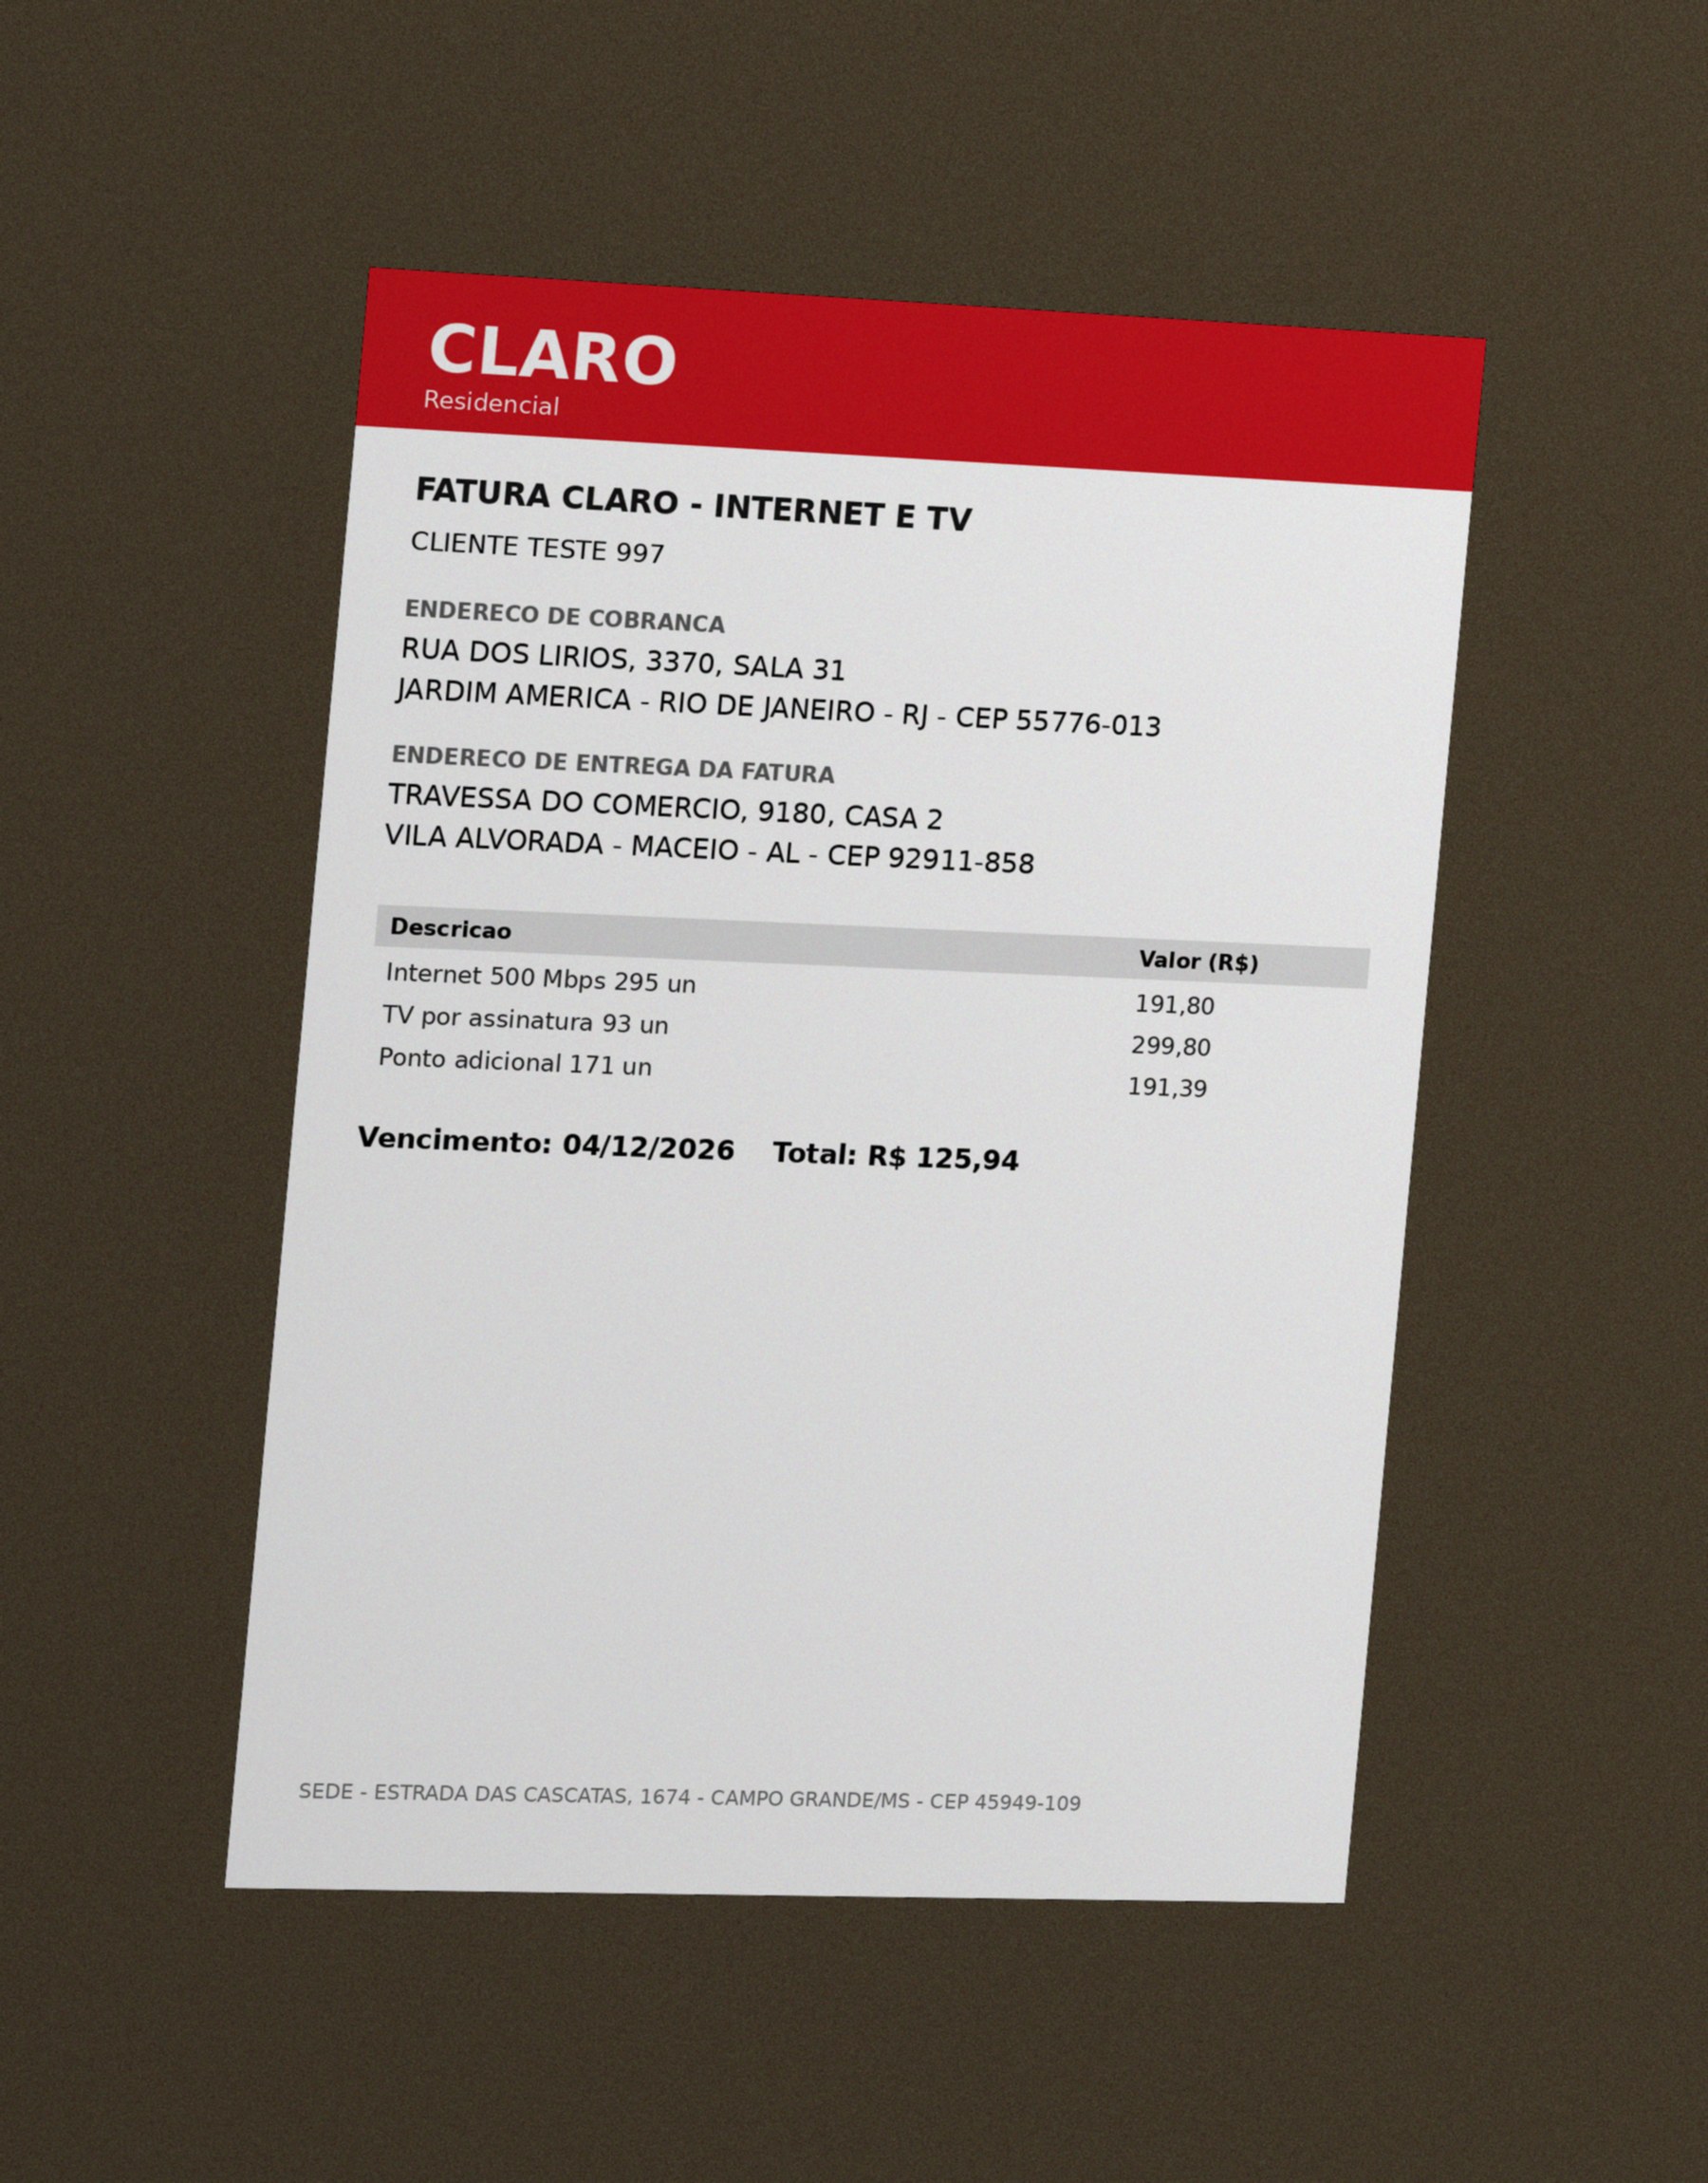 CLARO
Residencial
FATURA CLARO - INTERNET E TV
CLIENTE TESTE 997
ENDERECO DE COBRANCA
RUA DOS LIRIOS, 3370, SALA 31
JARDIM AMERICA - RIO DE JANEIRO - RJ - CEP 55776-013
ENDERECO DE ENTREGA DA FATURA
TRAVESSA DO COMERCIO, 9180, CASA 2
VILA ALVORADA - MACEIO - AL - CEP 92911-858
Descricao Valor (R$)
Internet 500 Mbps 295 un 191,80
TV por assinatura 93 un 299,80
Ponto adicional 171 un 191,39
Vencimento: 04/12/2026 Total: R$ 125,94
SEDE - ESTRADA DAS CASCATAS, 1674 - CAMPO GRANDE/MS - CEP 45949-109